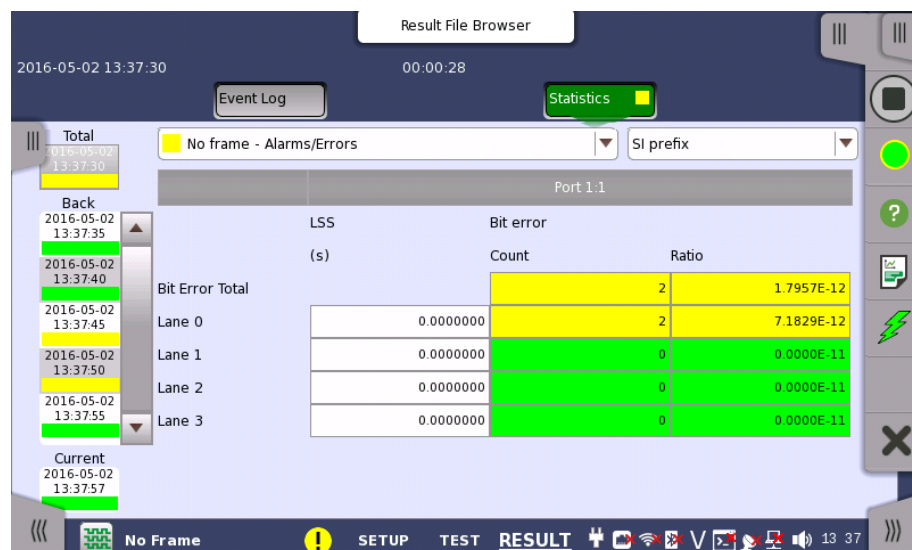 Result File Browser
2016-05-02 13:37:30
00:00:28
Event Log
Statistics
Total
2016-05-02
13:37:30
No frame - Alarms/Errors
SI prefix
Port 1:1
Back
2016-05-02
13:37:35
2016-05-02
13:37:40
2016-05-02
13:37:45
2016-05-02
13:37:50
2016-05-02
13:37:55
Current
2016-05-02
13:37:57
LSS Bit error
(s) Count Ratio
Bit Error Total 2 1.7957E-12
Lane 0 0.0000000 2 7.1829E-12
Lane 1 0.0000000 0 0.0000E-11
Lane 2 0.0000000 0 0.0000E-11
Lane 3 0.0000000 0 0.0000E-11
No Frame
SETUP TEST RESULT
13 37